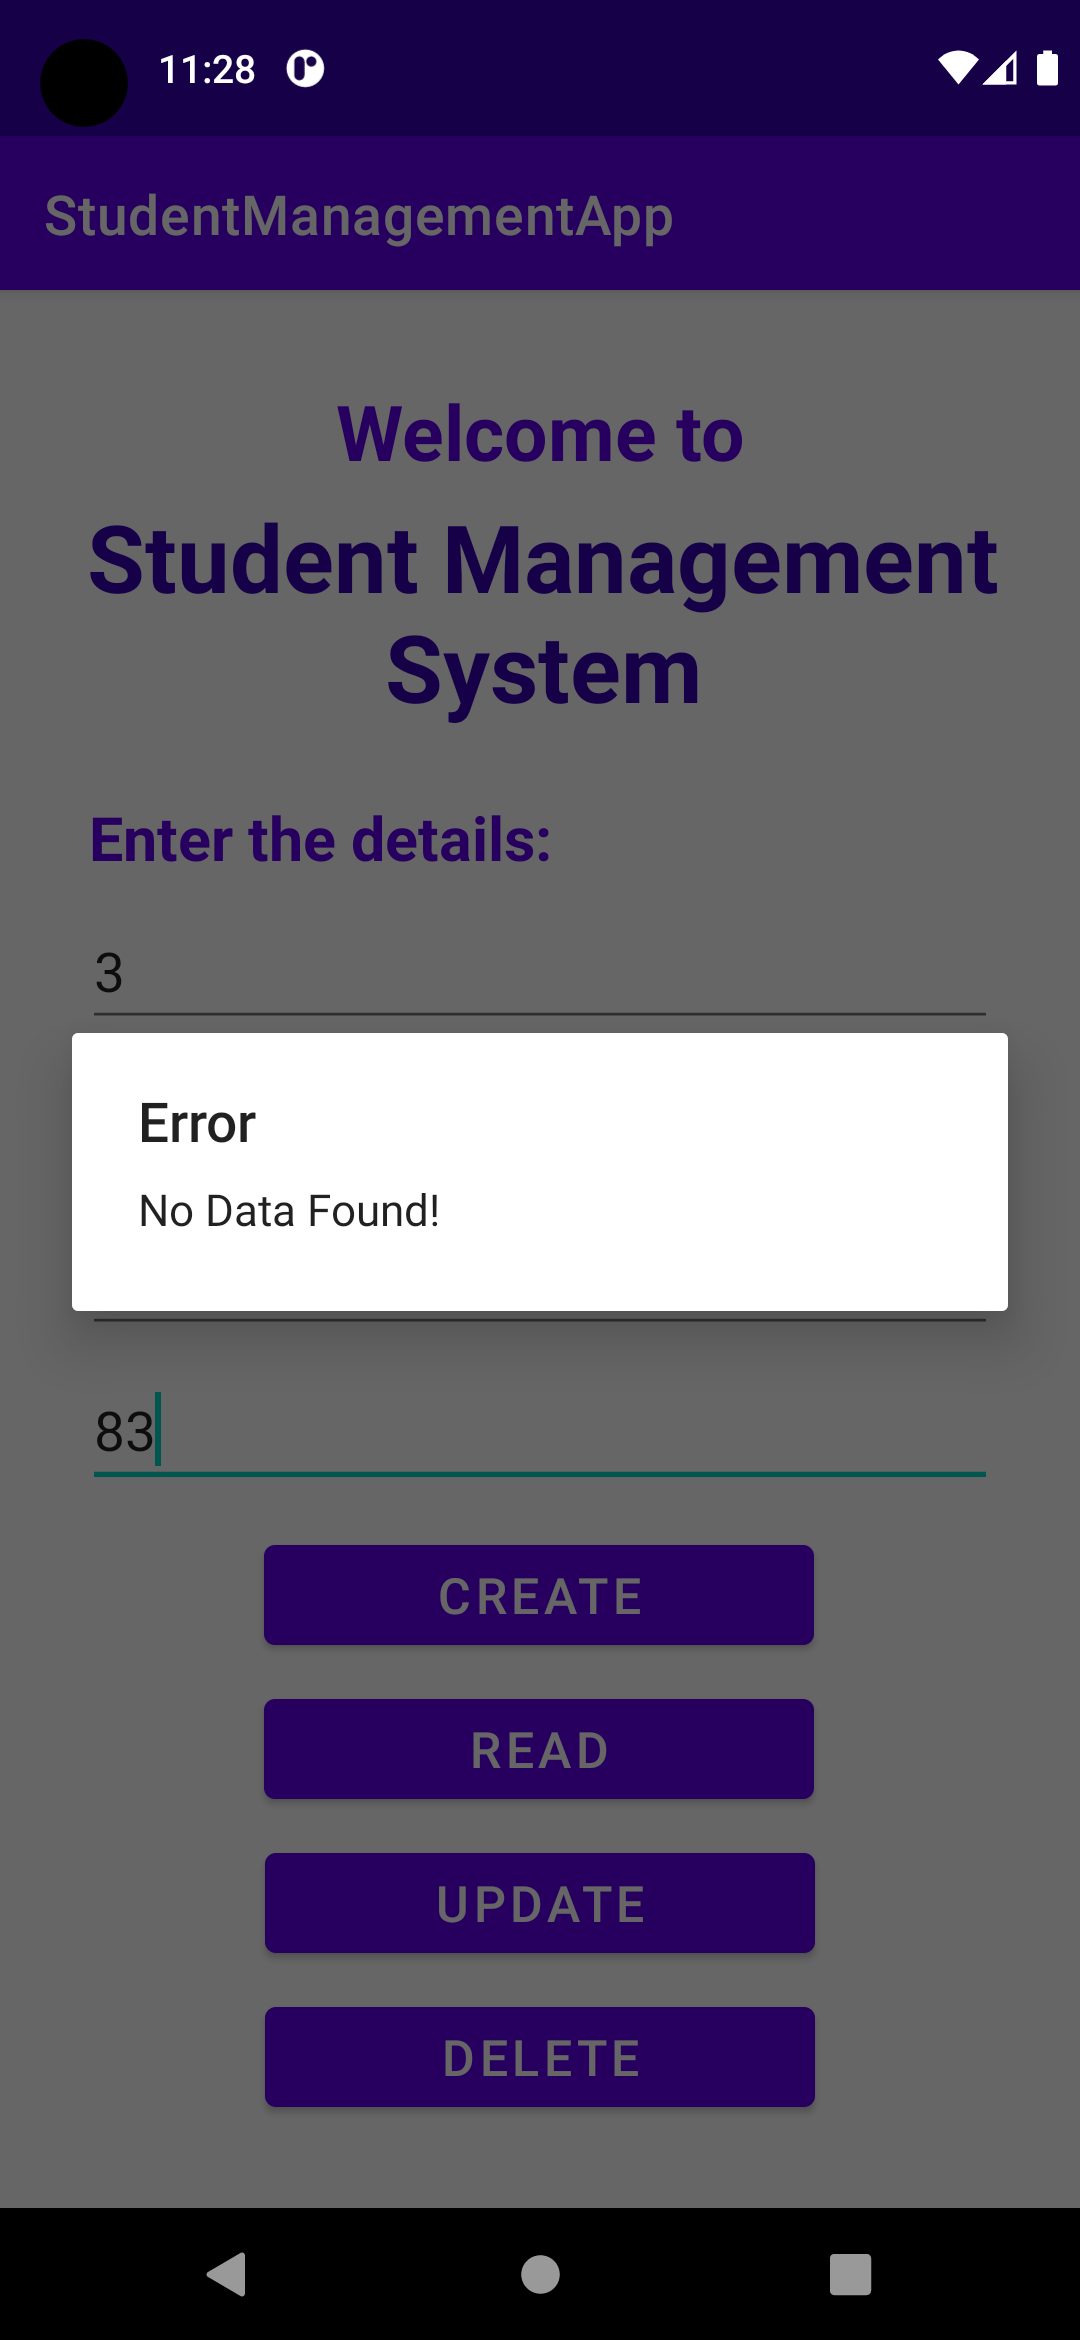 11:28
StudentManagementApp
Welcome to
Student Management
System
Enter the details:
3
Error
No Data Found!
83
CREATE
READ
UPDATE
DELETE